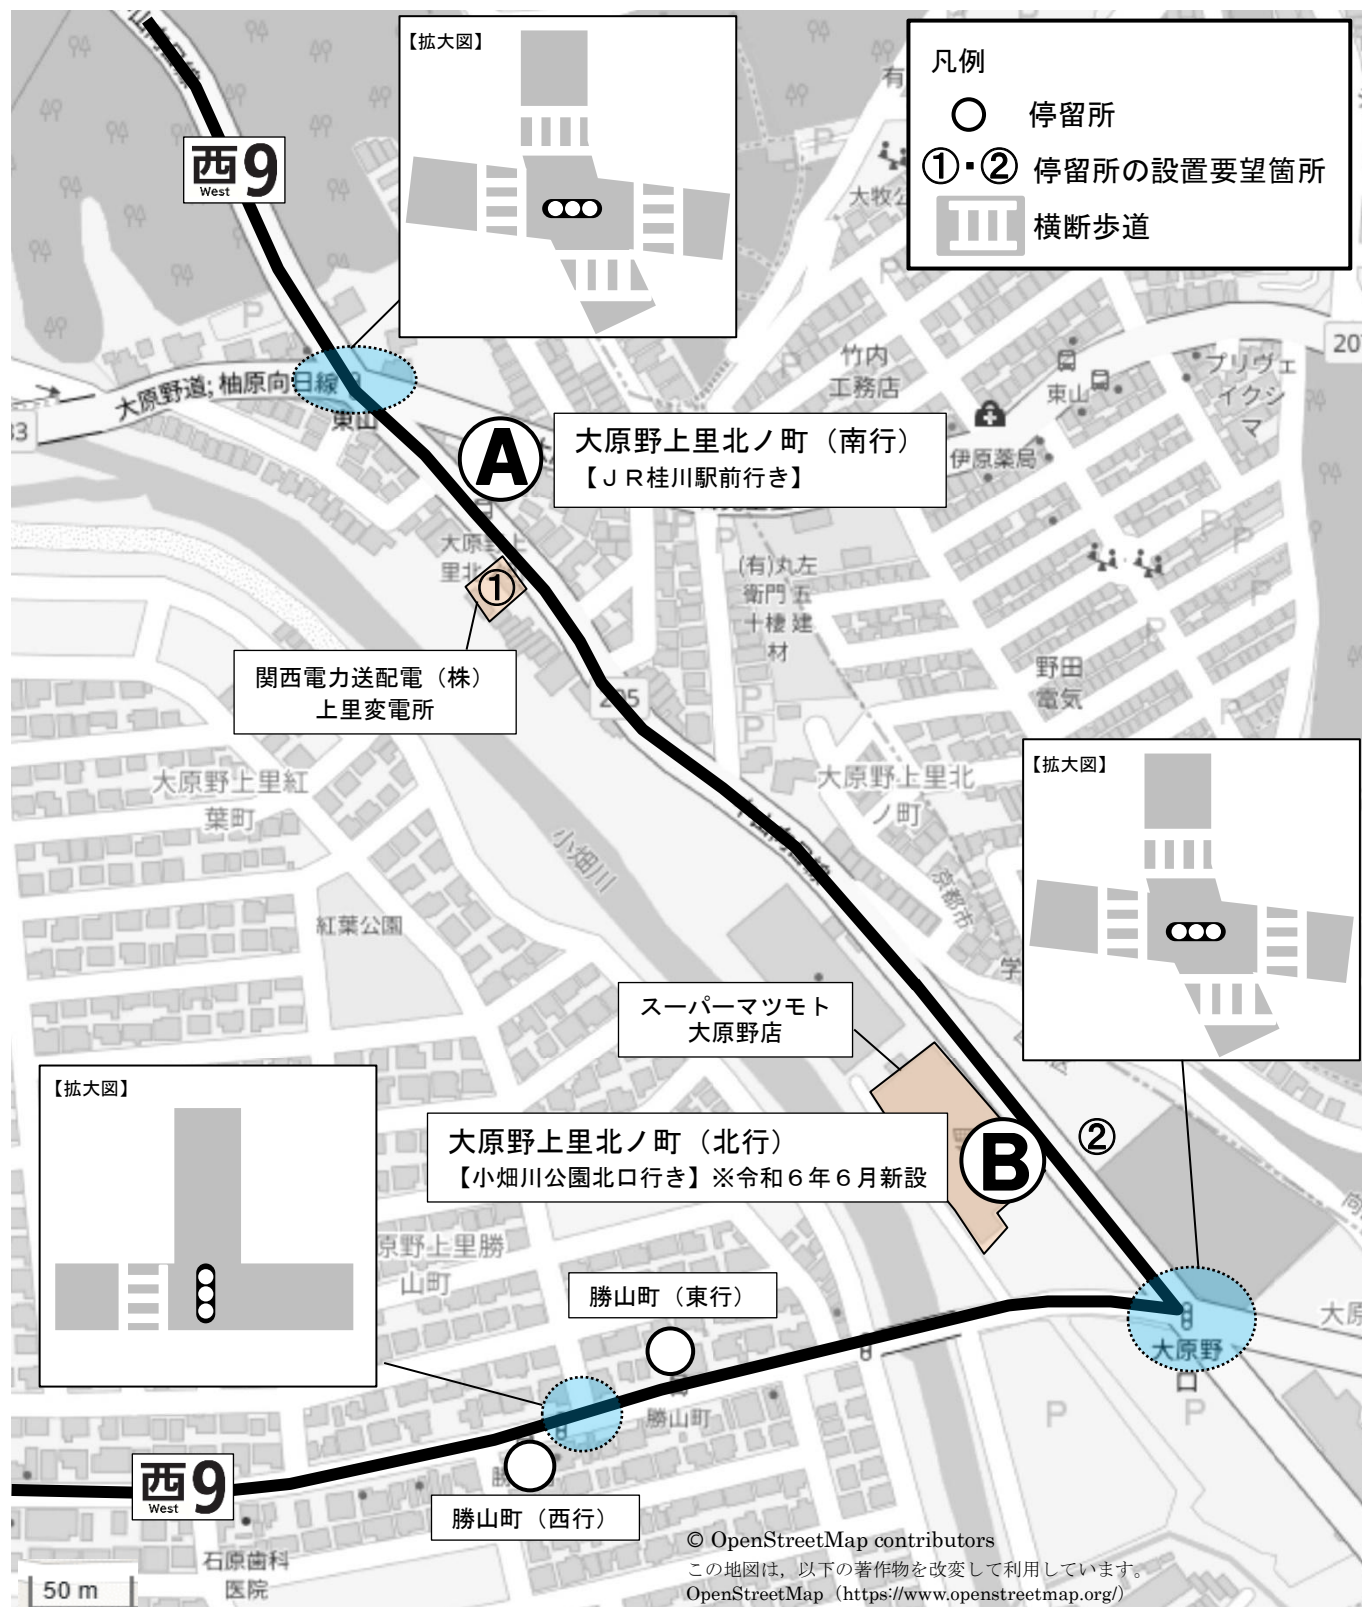 【拡大図】
凡例
停留所
①・② 停留所の設置要望箇所
横断歩道
西9
West
大牧公
竹内
工務店
東山
プリヴェ
イクシ
マ
207
大原野道; 柚原向日線
東山
33
A
大原野上里北ノ町（南行）
【ＪＲ桂川駅前行き】
伊原薬局
大原野上
里北
①
(有)丸左
衛門 五
十棲 建
材
野田
電気
関西電力送配電（株）
上里変電所
大原野上里紅
葉町
大原野上里北
ノ町
【拡大図】
小畑川
京都市
紅葉公園
学
スーパーマツモト
大原野店
【拡大図】
大原野上里北ノ町（北行）
【小畑川公園北口行き】※令和６年６月新設
B
②
原野上里勝
山町
勝山町（東行）
大原野
口
大原
勝山町
西9
West
勝山町（西行）
石原歯科
医院
50 m
© OpenStreetMap contributors
この地図は，以下の著作物を改変して利用しています。
OpenStreetMap（https://www.openstreetmap.org/）